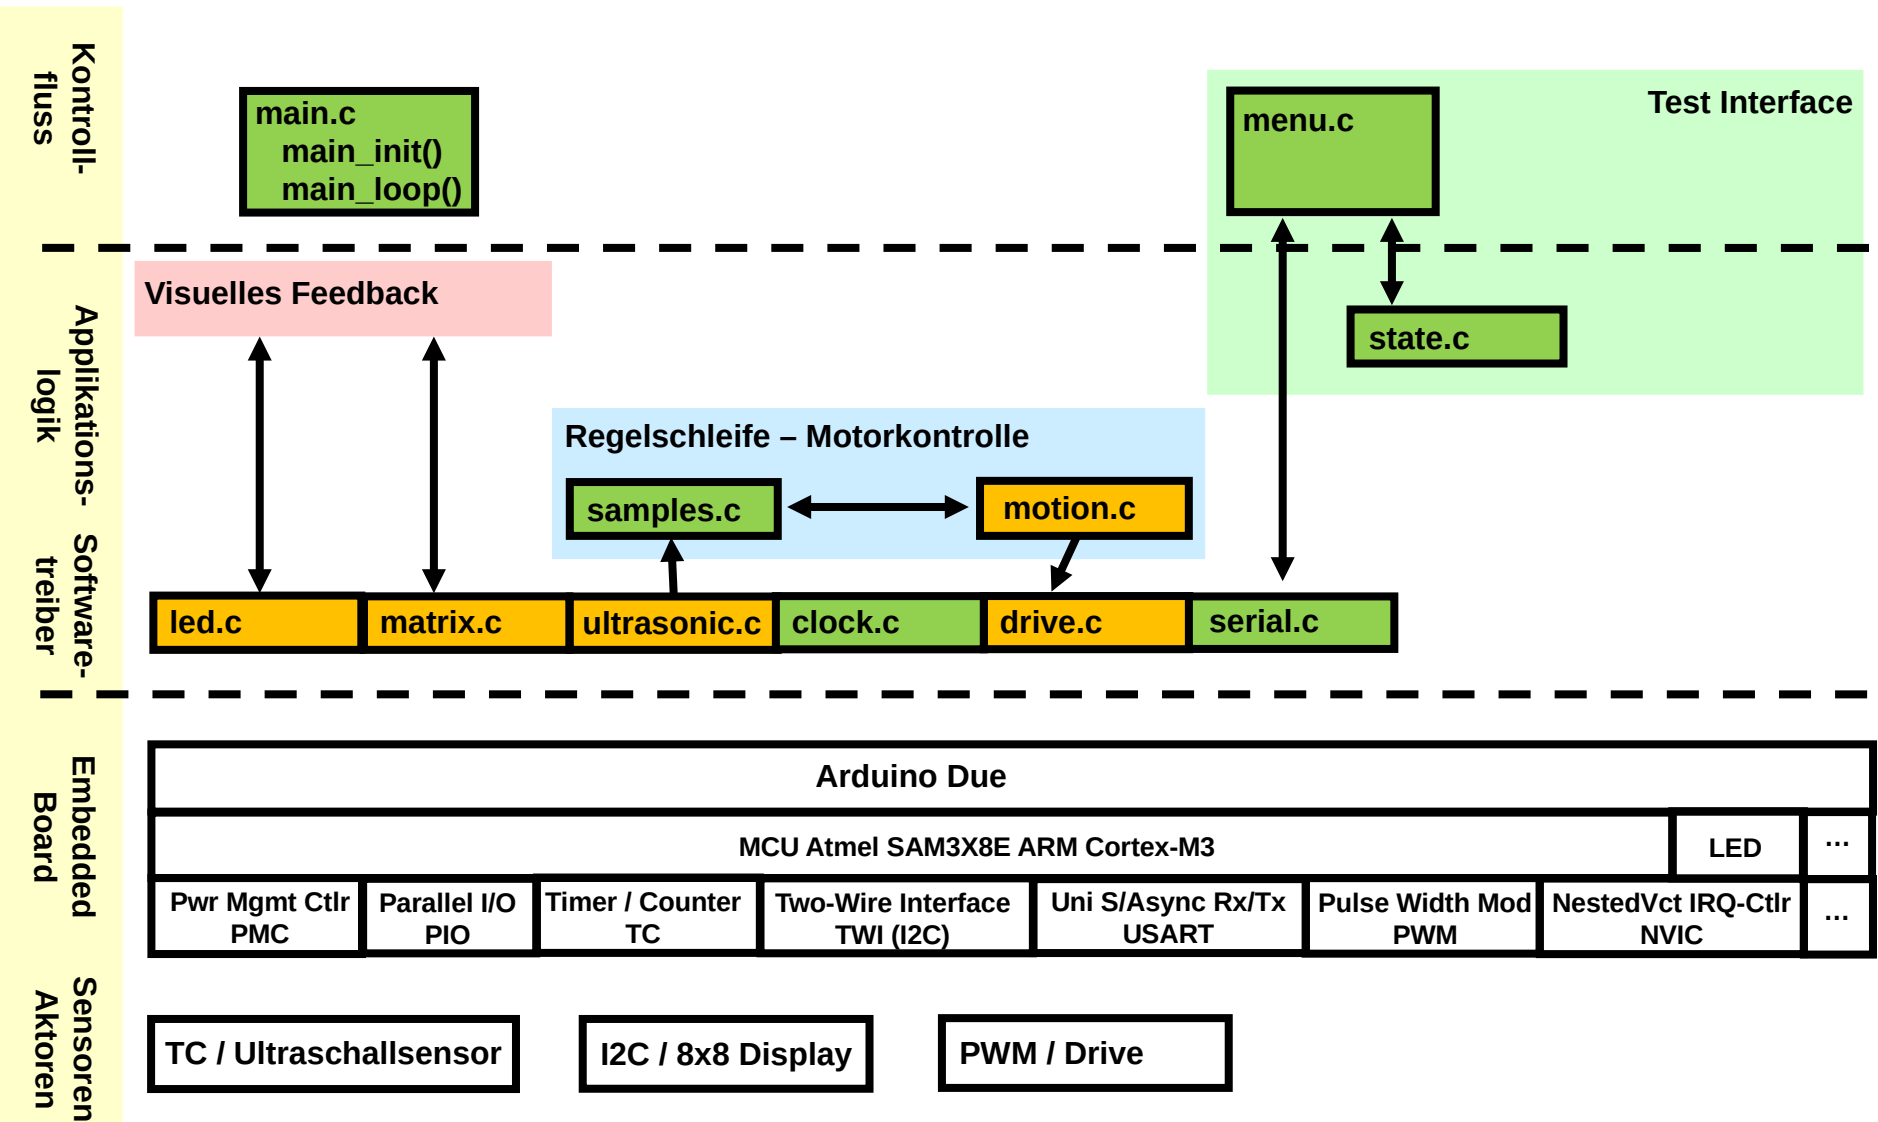 Kontroll-
fluss
main.c
main_init()
main_loop()
menu.c
Test Interface
Applikations-
logik
Visuelles Feedback
state.c
Regelschleife – Motorkontrolle
samples.c
motion.c
Software-
treiber
led.c
matrix.c
ultrasonic.c
clock.c
drive.c
serial.c
Embedded
Board
Arduino Due
MCU Atmel SAM3X8E ARM Cortex-M3
LED
...
Pwr Mgmt Ctlr
PMC
Parallel I/O
PIO
Timer / Counter
TC
Two-Wire Interface
TWI (I2C)
Uni S/Async Rx/Tx
USART
Pulse Width Mod
PWM
NestedVct IRQ-Ctlr
NVIC
...
Sensoren
Aktoren
TC / Ultraschallsensor
I2C / 8x8 Display
PWM / Drive